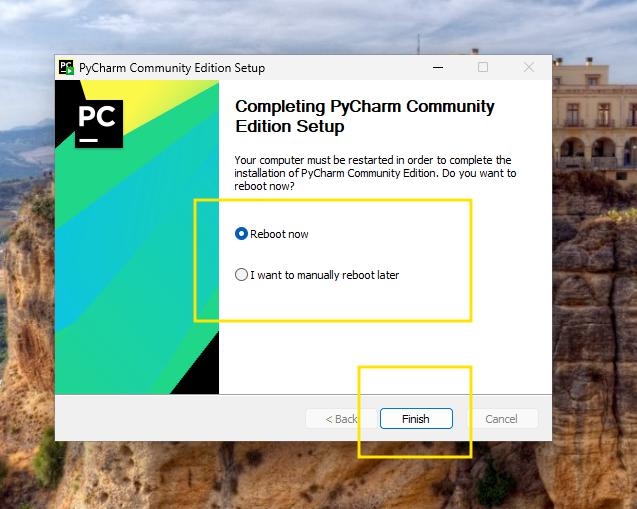 PyCharm Community Edition Setup
PC
Completing PyCharm Community
Edition Setup
Your computer must be restarted in order to complete the
installation of PyCharm Community Edition. Do you want to
reboot now?
Reboot now
I want to manually reboot later
< Back
Finish
Cancel